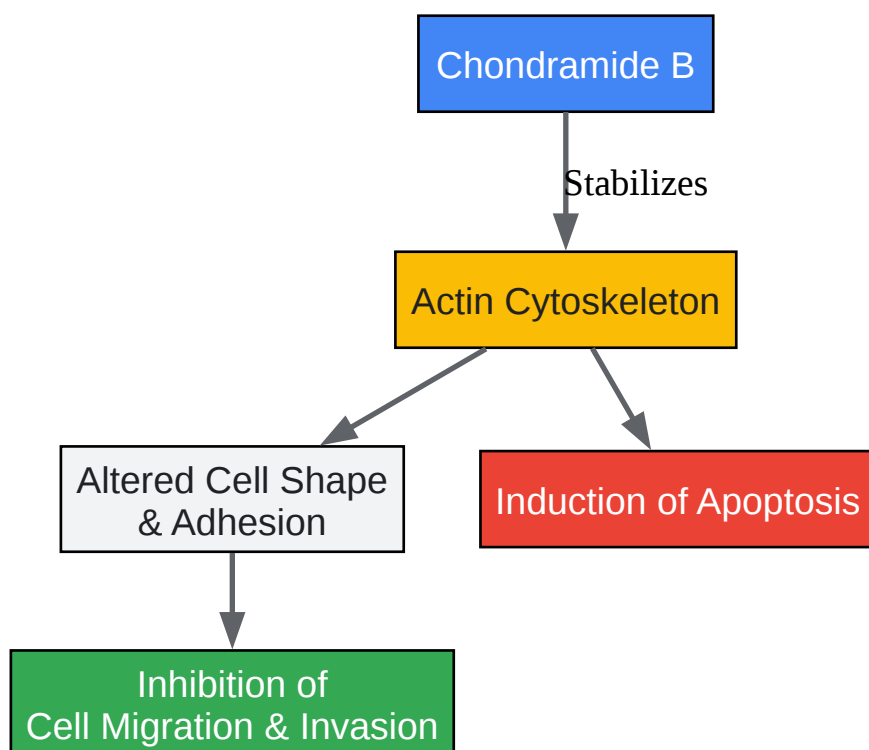 Chondramide B
Stabilizes
Actin Cytoskeleton
Altered Cell Shape
& Adhesion
Induction of Apoptosis
Inhibition of
Cell Migration & Invasion